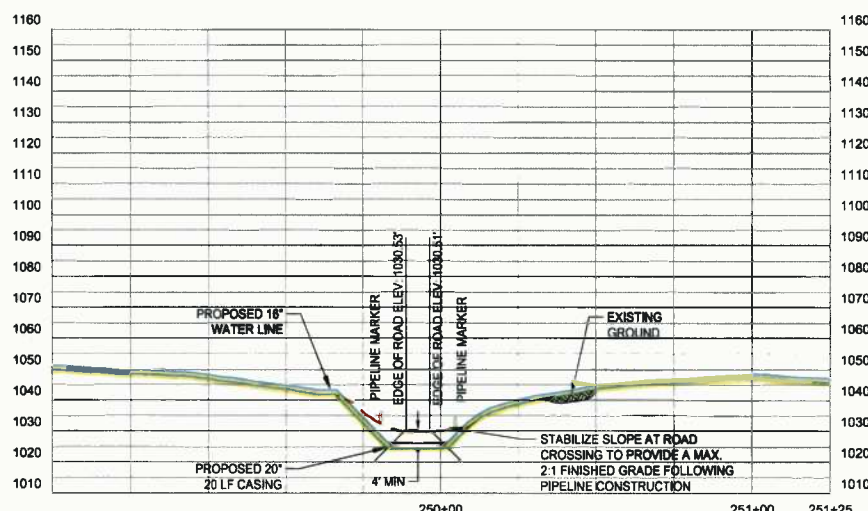 1160
1150
1140
1130
1120
1110
1100
1090
1080
1070
1060
1050
1040
1030
1020
1010
1160
1150
1140
1130
1120
1110
1100
1090
1080
1070
1060
1050
1040
1030
1020
1010
PROPOSED 16"
WATER LINE
PIPELINE MARKER
EDGE OF ROAD ELEV: 1030.53'
EDGE OF ROAD ELEV: 1030.51'
PIPELINE MARKER
EXISTING
GROUND
PROPOSED 20"
20 LF CASING
4' MIN
STABILIZE SLOPE AT ROAD
CROSSING TO PROVIDE A MAX.
2:1 FINISHED GRADE FOLLOWING
PIPELINE CONSTRUCTION
250+00
251+00
251+25